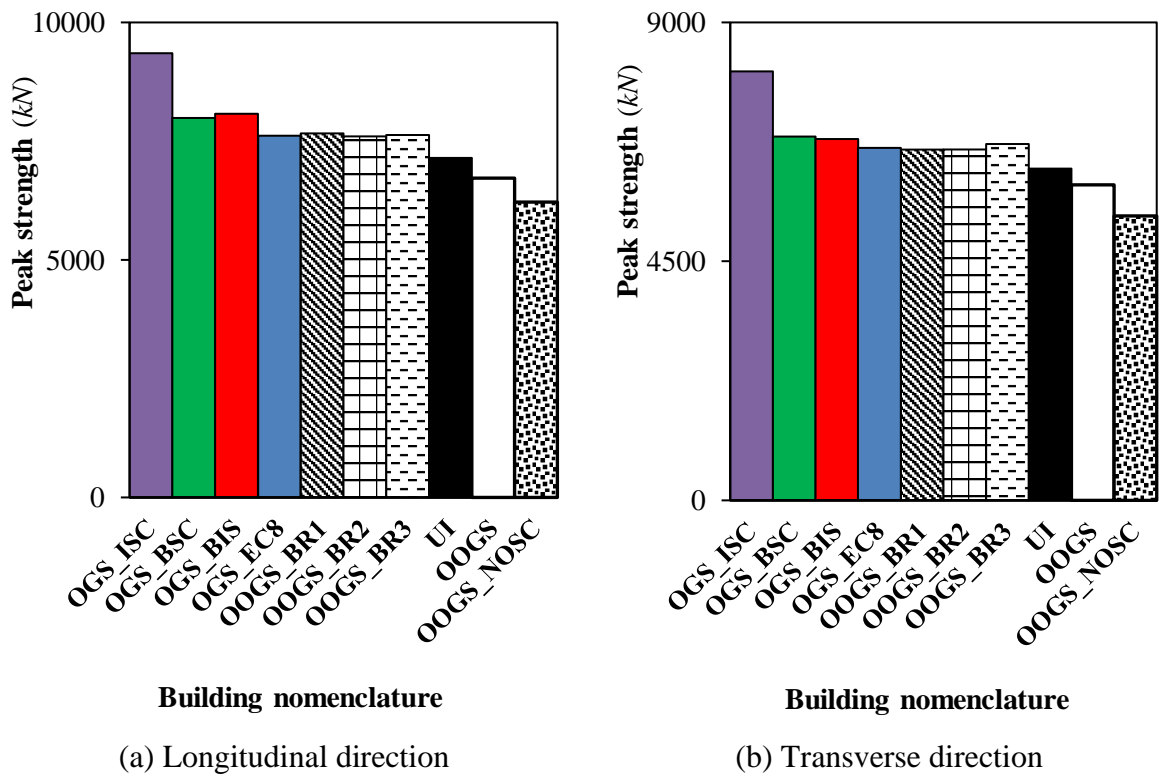 10000
5000
0
Peak strength (kN)
OGS_ISC
OGS_BSC
OGS_BIS
OGS_EC8
OOGS_BR1
OOGS_BR2
OOGS_BR3
UI
OOGS
OOGS_NOSC
Building nomenclature
(a) Longitudinal direction
9000
4500
0
Peak strength (kN)
OGS_ISC
OGS_BSC
OGS_BIS
OGS_EC8
OOGS_BR1
OOGS_BR2
OOGS_BR3
UI
OOGS
OOGS_NOSC
Building nomenclature
(b) Transverse direction